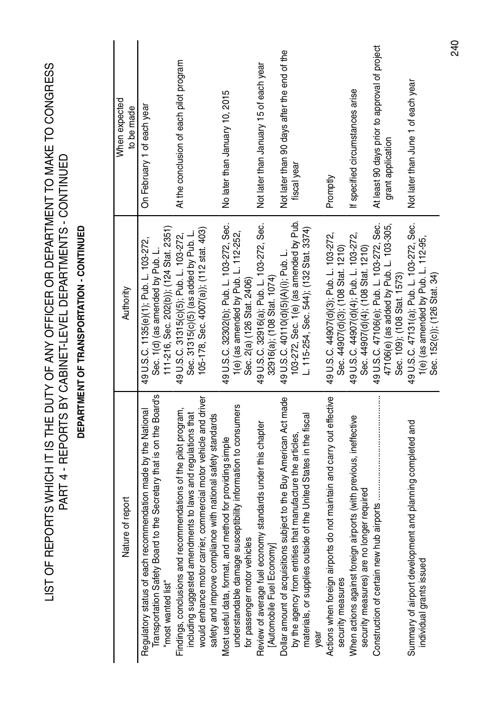 LIST OF REPORTS WHICH IT IS THE DUTY OF ANY OFFICER OR DEPARTMENT TO MAKE TO CONGRESS
PART 4 - REPORTS BY CABINET-LEVEL DEPARTMENTS - CONTINUED
DEPARTMENT OF TRANSPORTATION - CONTINUED
Nature of report
Authority
When expected
to be made
Regulatory status of each recommendation made by the National
Transportation Safety Board to the Secretary that is on the Board's
"most wanted list"
49 U.S.C. 1135(e)(1); Pub. L. 103-272,
Sec. 1(d) (as amended by Pub. L.
111-216, Sec. 202(b)); (124 Stat. 2351)
On February 1 of each year
Findings, conclusions and recommendations of the pilot program,
including suggested amendments to laws and regulations that
would enhance motor carrier, commercial motor vehicle and driver
safety and improve compliance with national safety standards
49 U.S.C. 31315(c)(5); Pub. L. 103-272,
Sec. 31315(c)(5) (as added by Pub. L.
105-178, Sec. 4007(a)); (112 stat. 403)
At the conclusion of each pilot program
Most useful data, format, and method for providing simple
understandable damage susceptibility information to consumers
for passenger motor vehicles
49 U.S.C. 32302(b); Pub. L. 103-272, Sec.
1(e) (as amended by Pub. L. 112-252,
Sec. 2(a) (126 Stat. 2406)
No later than January 10, 2015
Review of average fuel economy standards under this chapter
[Automobile Fuel Economy]
49 U.S.C. 32916(a); Pub. L. 103-272, Sec.
32916(a); (108 Stat. 1074)
Not later than January 15 of each year
Dollar amount of acquisitions subject to the Buy American Act made
by the agency from entities that manufacture the articles,
materials, or supplies outside of the United States in the fiscal
year
49 U.S.C. 40110(d)(5)(A)(i); Pub. L.
103-272, Sec. 1(e) (as amended by Pub.
L. 115-254, Sec. 544); (132 Stat. 3374)
Not later than 90 days after the end of the
fiscal year
Actions when foreign airports do not maintain and carry out effective
security measures
49 U.S.C. 44907(d)(3); Pub. L. 103-272,
Sec. 44907(d)(3); (108 Stat. 1210)
Promptly
When actions against foreign airports (with previous, ineffective
security measures) are no longer required
49 U.S.C. 44907(d)(4); Pub. L. 103-272,
Sec. 44907(d)(4); (108 Stat. 1210)
If specified circumstances arise
Construction of certain new hub airports
49 U.S.C. 47106(e); Pub. L. 103-272, Sec.
47106(e) (as added by Pub. L. 103-305,
Sec. 109); (108 Stat. 1573)
At least 90 days prior to approval of project
grant application
Summary of airport development and planning completed and
individual grants issued
49 U.S.C. 47131(a); Pub. L. 103-272, Sec.
1(e) (as amended by Pub. L. 112-95,
Sec. 152(c)); (126 Stat. 34)
Not later than June 1 of each year
240